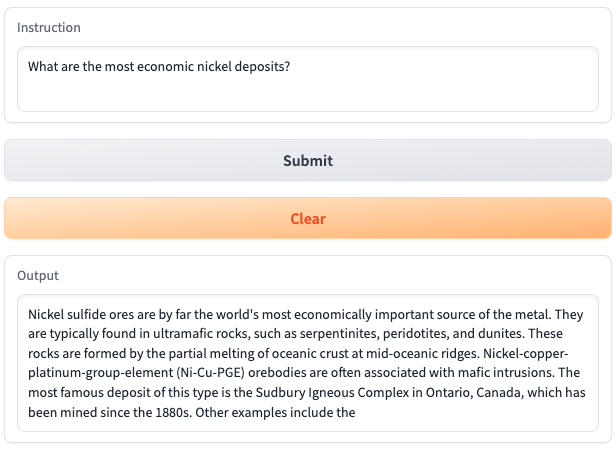 Instruction
What are the most economic nickel deposits?
Submit
Clear
Output
Nickel sulfide ores are by far the world's most economically important source of the metal. They
are typically found in ultramafic rocks, such as serpentinites, peridotites, and dunites. These
rocks are formed by the partial melting of oceanic crust at mid-oceanic ridges. Nickel-copper-
platinum-group-element (Ni-Cu-PGE) orebodies are often associated with mafic intrusions. The
most famous deposit of this type is the Sudbury Igneous Complex in Ontario, Canada, which has
been mined since the 1880s. Other examples include the